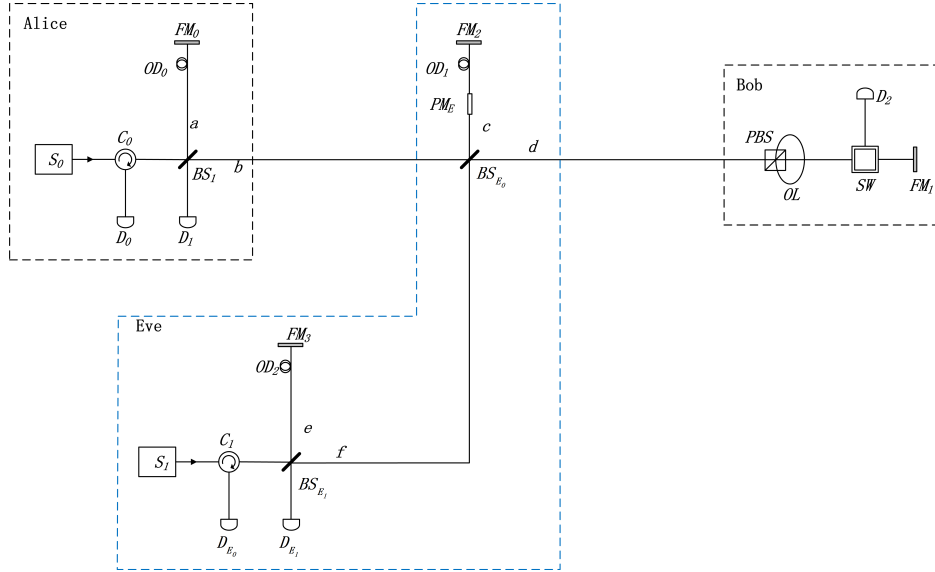 Alice
FM0
OD0
a
S0
C0
BS1
b
D0
D1
FM2
OD1
PME
c
d
BSE0
Bob
D2
PBS
OL
SW
FM1
Eve
FM3
OD2
e
S1
C1
f
BSE1
DE0
DE1